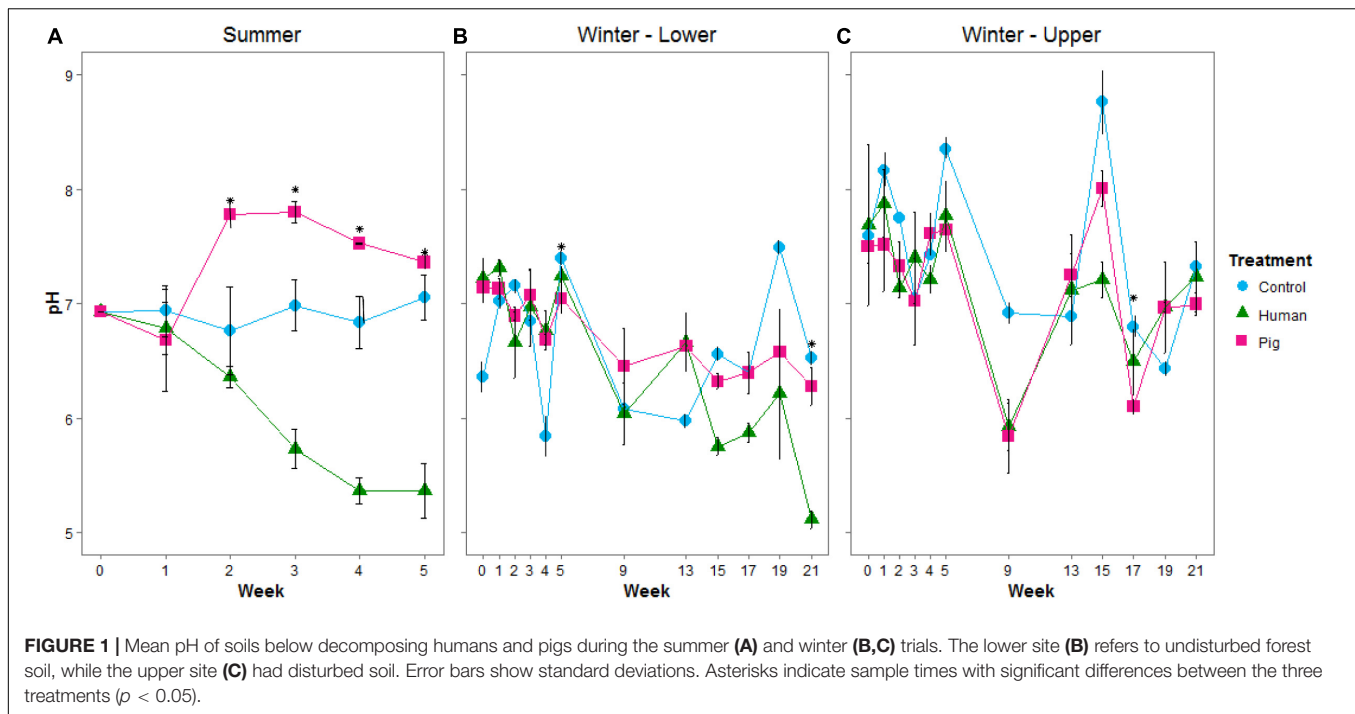 A Summer B Winter - Lower C Winter - Upper
9
8
7
6
5
pH
0 1 2 3 4 5 0 1 2 3 4 5 9 13 15 17 19 21 0 1 2 3 4 5 9 13 15 17 19 21
Week Week Week
* * * * * * *
Treatment
Control
Human
Pig
FIGURE 1 | Mean pH of soils below decomposing humans and pigs during the summer (A) and winter (B,C) trials. The lower site (B) refers to undisturbed forest
soil, while the upper site (C) had disturbed soil. Error bars show standard deviations. Asterisks indicate sample times with significant differences between the three
treatments (p < 0.05).